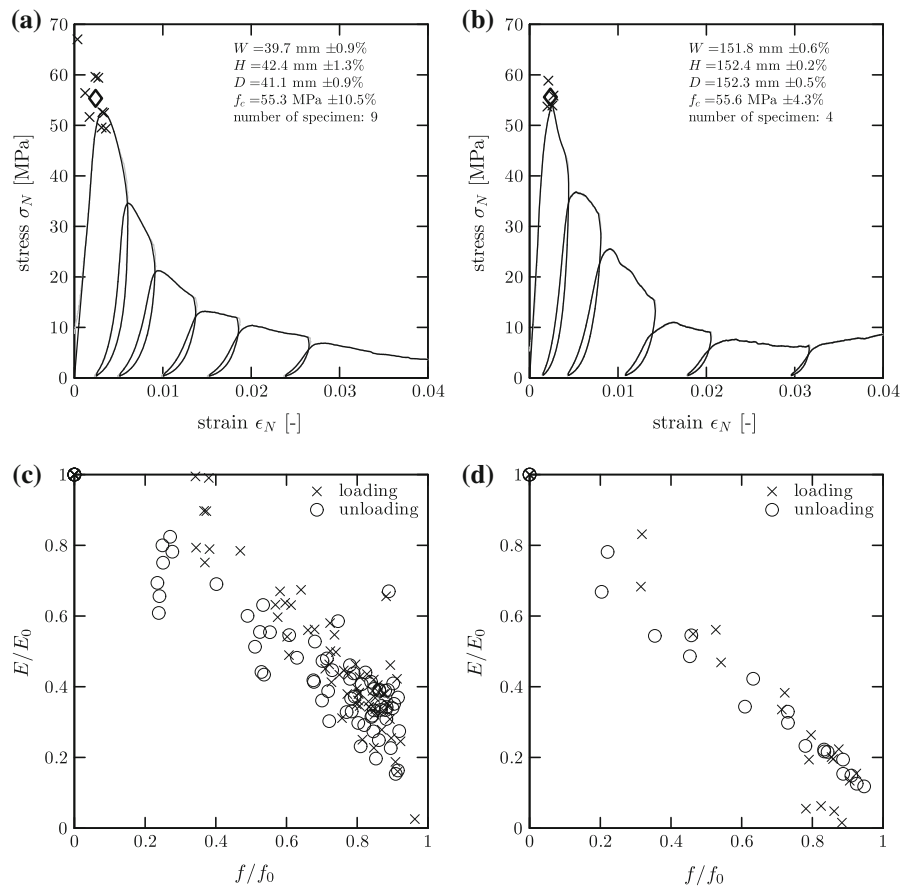 (a)
70
60
50
40
30
20
10
0
stress σN [MPa]
W =39.7 mm ±0.9%
H =42.4 mm ±1.3%
D =41.1 mm ±0.9%
fc =55.3 MPa ±10.5%
number of specimen: 9
0 0.01 0.02 0.03 0.04
strain ϵN [-]
(b)
70
60
50
40
30
20
10
0
stress σN [MPa]
W =151.8 mm ±0.6%
H =152.4 mm ±0.2%
D =152.3 mm ±0.5%
fc =55.6 MPa ±4.3%
number of specimen: 4
0 0.01 0.02 0.03 0.04
strain ϵN [-]
(c)
1
0.8
0.6
0.4
0.2
0
E/E0
loading
unloading
0 0.2 0.4 0.6 0.8 1
f/f0
(d)
1
0.8
0.6
0.4
0.2
0
E/E0
loading
unloading
0 0.2 0.4 0.6 0.8 1
f/f0